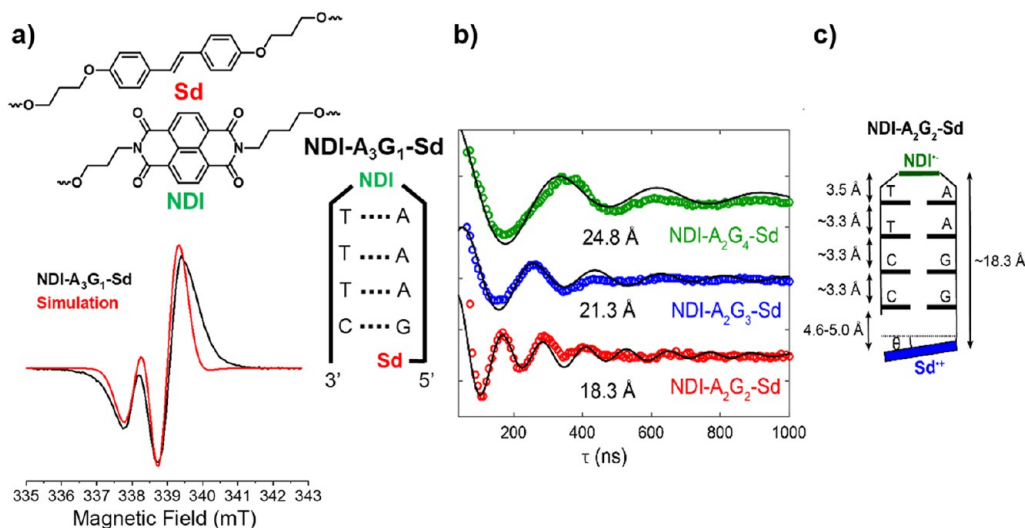 a)
Sd
NDI
O
O
O
O
O
O
O
O
N
N
O
O
O
O
NDI-A₃G₁-Sd
NDI
T A
T A
T A
C G
Sd
3’ 5’
NDI-A₃G₁-Sd
Simulation
335 336 337 338 339 340 341 342 343
Magnetic Field (mT)
b)
24.8 Å NDI-A₂G₄-Sd
21.3 Å NDI-A₂G₃-Sd
18.3 Å NDI-A₂G₂-Sd
200 400 600 800 1000
τ (ns)
c)
NDI-A₂G₂-Sd
NDI•-
3.5 Å
T A
~3.3 Å
T A
~3.3 Å
C G
~3.3 Å
C G
~18.3 Å
4.6-5.0 Å
θ
Sd•+